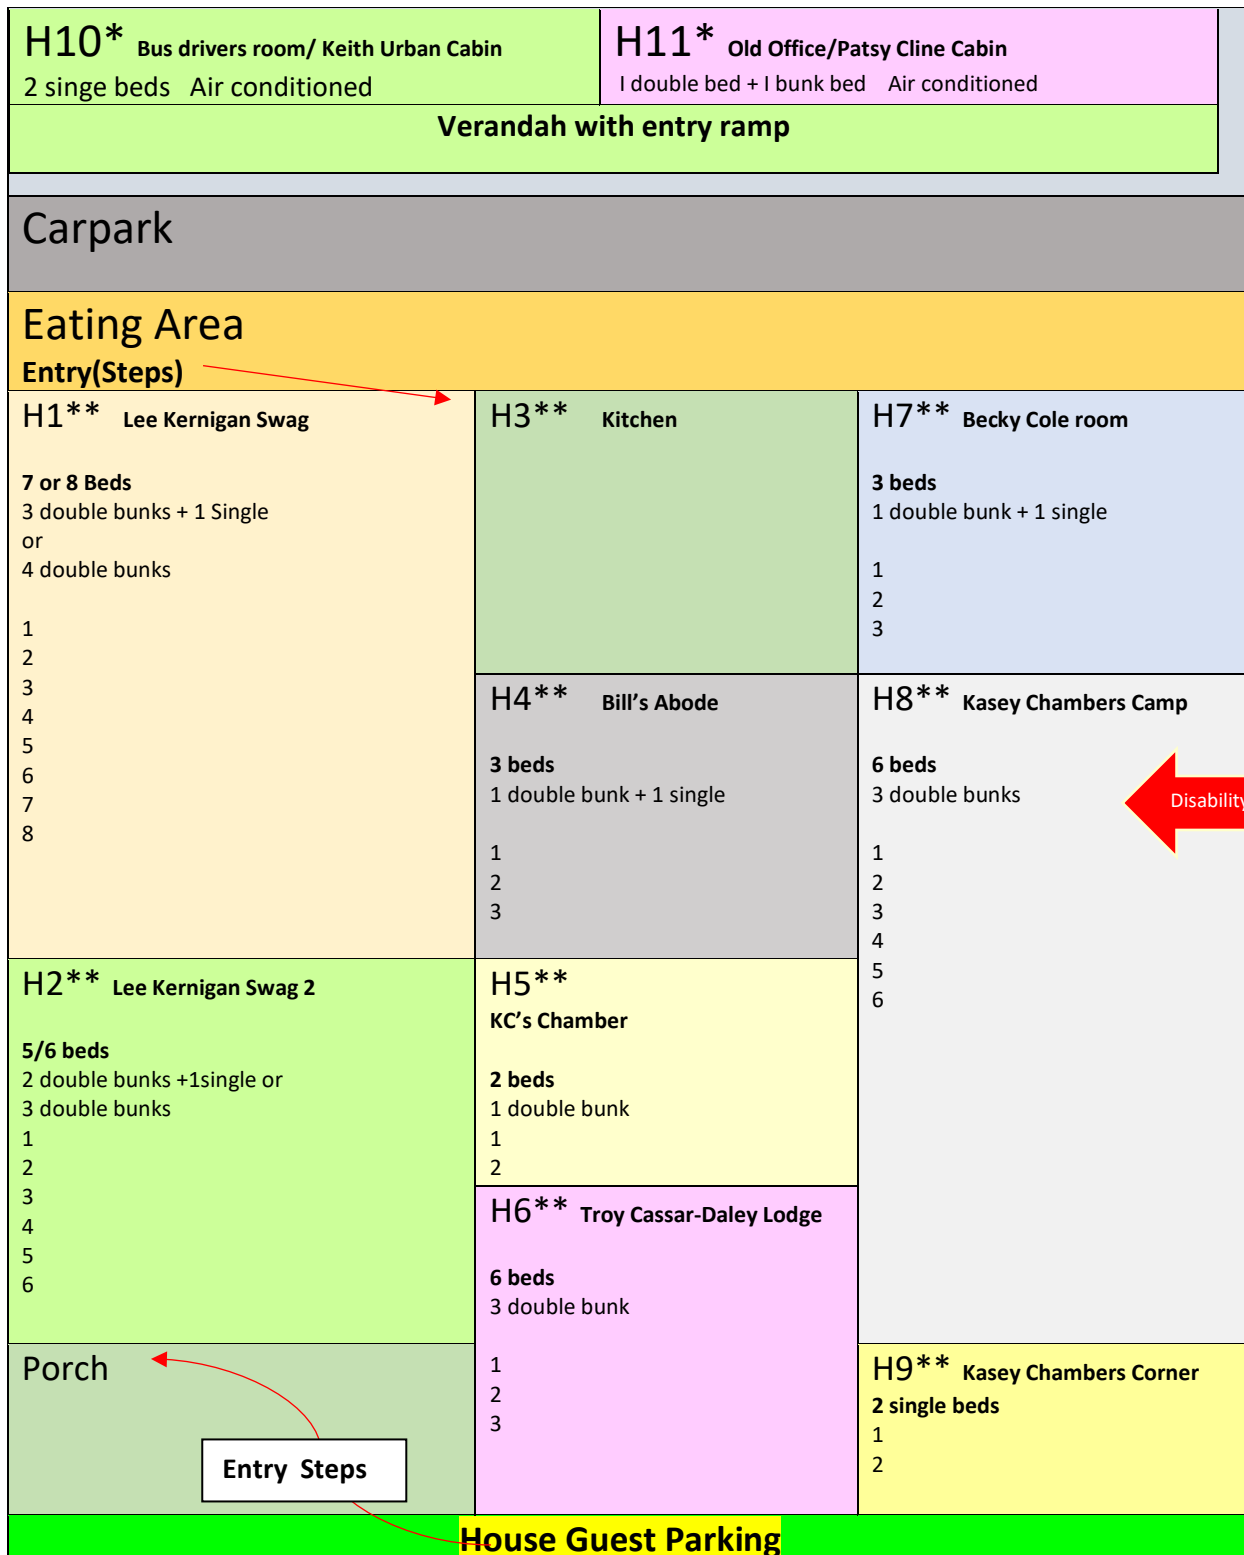 H10* Bus drivers room/ Keith Urban Cabin
2 singe beds Air conditioned
H11* Old Office/Patsy Cline Cabin
I double bed + I bunk bed Air conditioned
Verandah with entry ramp
Carpark
Eating Area
Entry(Steps)
H1** Lee Kernigan Swag
7 or 8 Beds
3 double bunks + 1 Single
or
4 double bunks
1
2
3
4
5
6
7
8
H3** Kitchen
H7** Becky Cole room
3 beds
1 double bunk + 1 single
1
2
3
H4** Bill's Abode
3 beds
1 double bunk + 1 single
1
2
3
H8** Kasey Chambers Camp
6 beds
3 double bunks
1
2
3
4
5
6
Disability
H2** Lee Kernigan Swag 2
5/6 beds
2 double bunks +1single or
3 double bunks
1
2
3
4
5
6
H5**
KC's Chamber
2 beds
1 double bunk
1
2
H6** Troy Cassar-Daley Lodge
6 beds
3 double bunk
1
2
3
Porch
Entry Steps
H9** Kasey Chambers Corner
2 single beds
1
2
House Guest Parking